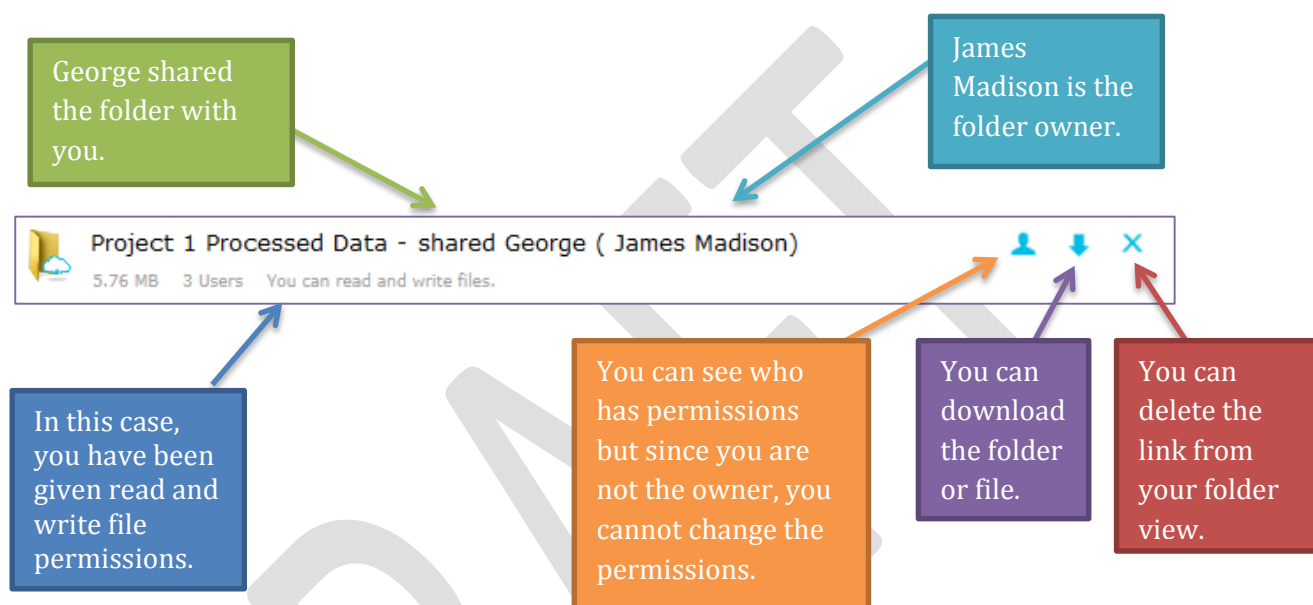 George shared
the folder with
you.
James
Madison is the
folder owner.
Project 1 Processed Data - shared George ( James Madison)
5.76 MB 3 Users You can read and write files.
In this case,
you have been
given read and
write file
permissions.
You can see who
has permissions
but since you are
not the owner, you
cannot change the
permissions.
You can
download
the folder
or file.
You can
delete the
link from
your folder
view.
DRAFT